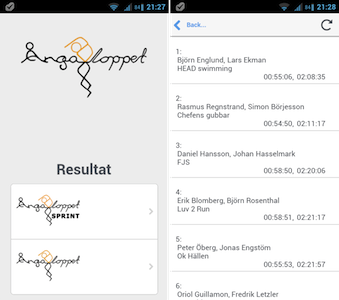 84 21:27
Ångaloppet
Resultat
Ångaloppet
SPRINT
Ångaloppet
84 21:28
Back...
1:
Björn Englund, Lars Ekman
HEAD swimming
00:55:06, 02:08:35
2:
Rasmus Regnstrand, Simon Börjesson
Chefens gubbar
00:54:50, 02:11:17
3:
Daniel Hansson, Johan Hasselmark
FJS
00:58:50, 02:20:06
4:
Erik Blomberg, Björn Rosenthal
Luv 2 Run
00:58:51, 02:21:17
5:
Peter Öberg, Jonas Engström
Ok Hällen
00:55:53, 02:21:57
6:
Oriol Guillamon, Fredrik Letzler